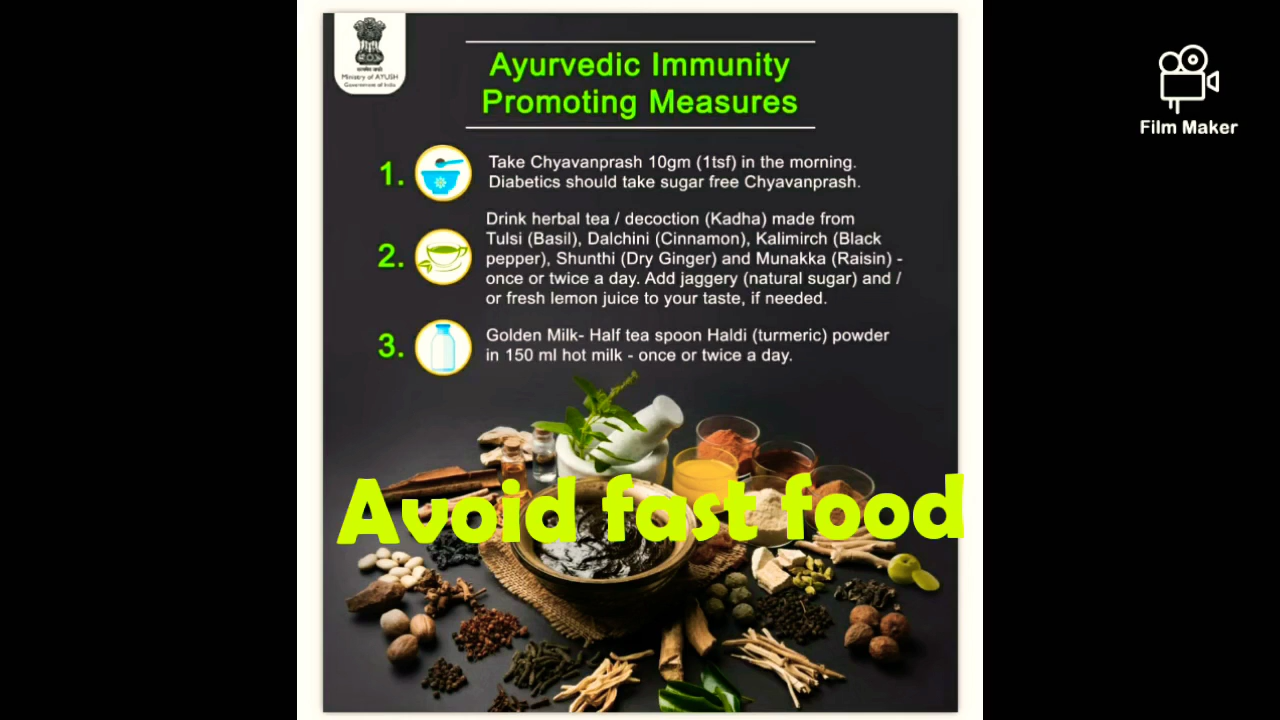 Ministry of AYUSH
Government of India
Film Maker
Ayurvedic Immunity
Promoting Measures
1.
Take Chyavanprash 10gm (1tsf) in the morning.
Diabetics should take sugar free Chyavanprash.
2.
Drink herbal tea / decoction (Kadha) made from
Tulsi (Basil), Dalchini (Cinnamon), Kalimirch (Black
pepper), Shunthi (Dry Ginger) and Munakka (Raisin) -
once or twice a day. Add jaggery (natural sugar) and /
or fresh lemon juice to your taste, if needed.
3.
Golden Milk- Half tea spoon Haldi (turmeric) powder
in 150 ml hot milk - once or twice a day.
Avoid fast food